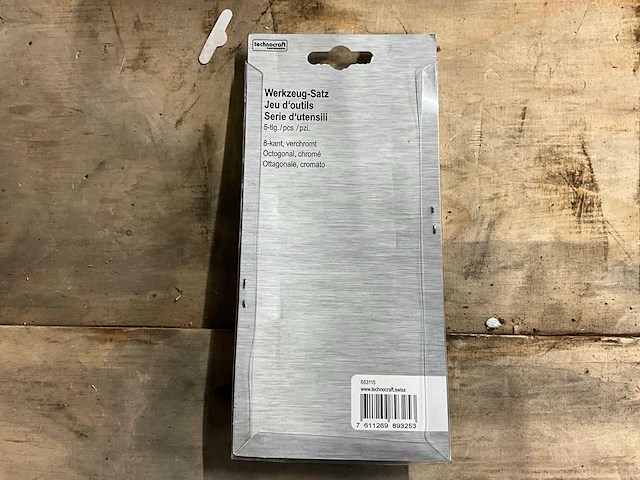 technocraft
Werkzeug-Satz
Jeu d'outils
Serie d'utensili
5-tlg./pcs./pzi.
8-kant, verchromt
Octogonal, chromé
Ottagonale, cromato
663115
www.technocraft.swiss
7 611269 893253